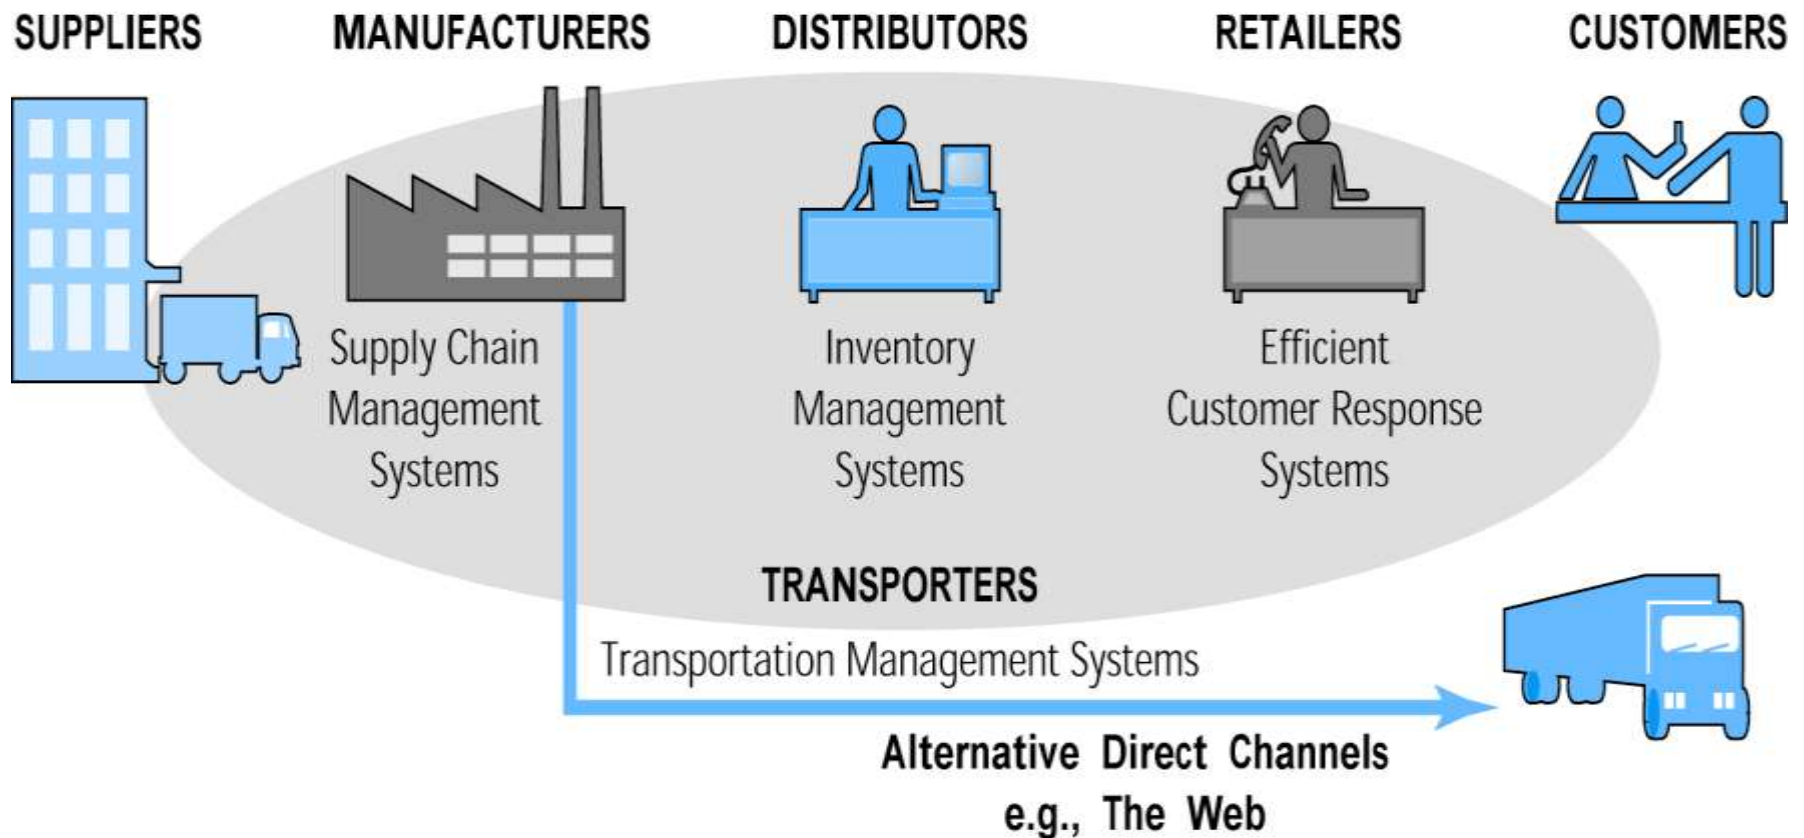 SUPPLIERS
MANUFACTURERS
DISTRIBUTORS
RETAILERS
CUSTOMERS
Supply Chain
Management
Systems
Inventory
Management
Systems
Efficient
Customer Response
Systems
TRANSPORTERS
Transportation Management Systems
Alternative Direct Channels
e.g., The Web